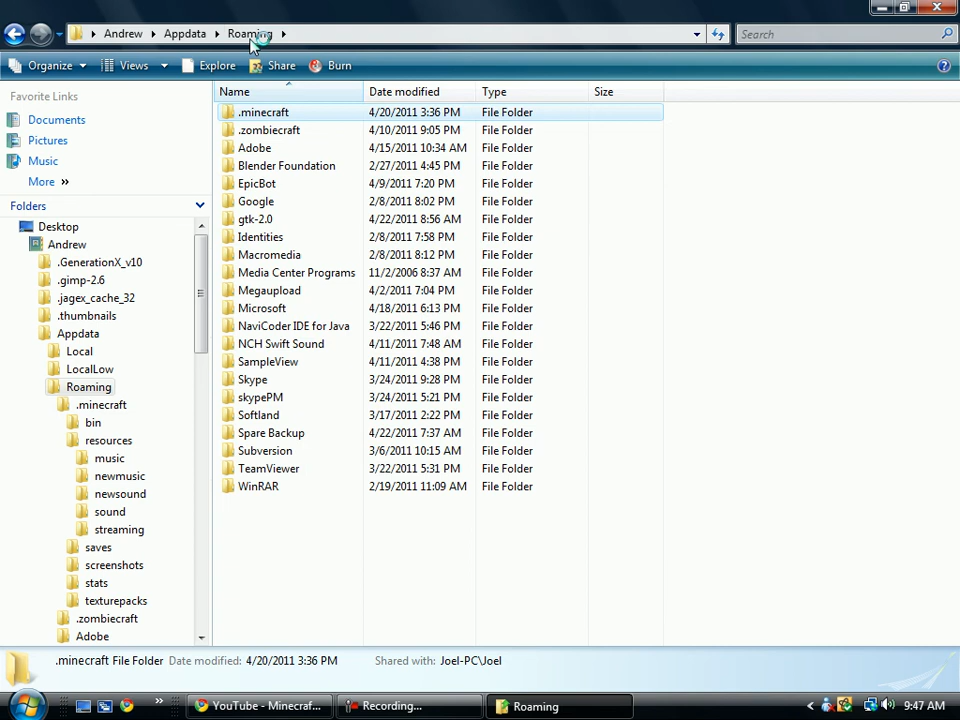 Andrew Appdata Roaming Search
Organize Views Explore Share Burn
Favorite Links
Documents
Pictures
Music
More »
Folders
Desktop
Andrew
.GenerationX_v10
.gimp-2.6
.jagex_cache_32
.thumbnails
Appdata
Local
LocalLow
Roaming
.minecraft
bin
resources
music
newmusic
newsound
sound
streaming
saves
screenshots
stats
texturepacks
.zombiecraft
Adobe
Name Date modified Type Size
.minecraft 4/20/2011 3:36 PM File Folder
.zombiecraft 4/10/2011 9:05 PM File Folder
Adobe 4/15/2011 10:34 AM File Folder
Blender Foundation 2/27/2011 4:45 PM File Folder
EpicBot 4/9/2011 7:20 PM File Folder
Google 2/8/2011 8:02 PM File Folder
gtk-2.0 4/22/2011 8:56 AM File Folder
Identities 2/8/2011 7:58 PM File Folder
Macromedia 2/8/2011 8:12 PM File Folder
Media Center Programs 11/2/2006 8:37 AM File Folder
Megaupload 4/2/2011 7:04 PM File Folder
Microsoft 4/18/2011 6:13 PM File Folder
NaviCoder IDE for Java 3/22/2011 5:46 PM File Folder
NCH Swift Sound 4/11/2011 7:48 AM File Folder
SampleView 4/11/2011 4:38 PM File Folder
Skype 3/24/2011 9:28 PM File Folder
skypePM 3/24/2011 5:21 PM File Folder
Softland 3/17/2011 2:22 PM File Folder
Spare Backup 4/22/2011 7:37 AM File Folder
Subversion 3/6/2011 10:15 AM File Folder
TeamViewer 3/22/2011 5:31 PM File Folder
WinRAR 2/19/2011 11:09 AM File Folder
.minecraft File Folder Date modified: 4/20/2011 3:36 PM Shared with: Joel-PC\Joel
YouTube - Minecraf... Recording... Roaming 9:47 AM